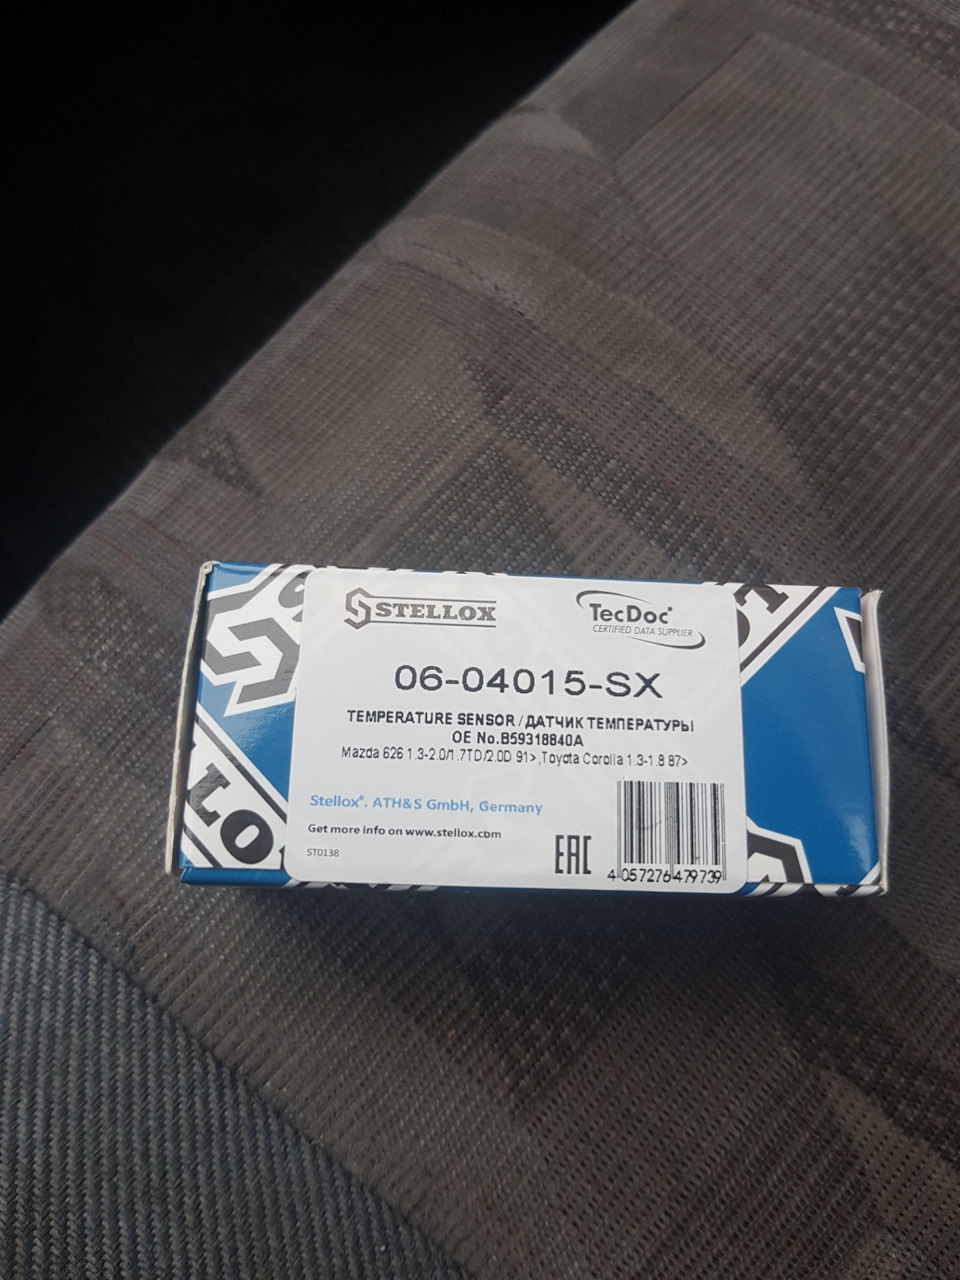 STELLOX
TecDoc®
CERTIFIED DATA SUPPLIER
06-04015-SX
TEMPERATURE SENSOR / ДАТЧИК ТЕМПЕРАТУРЫ
OE No.B59318840A
Mazda 626 1.3-2.0/1.7TD/2.0D 91> ,Toyota Corolla 1.3-1.8 87>
Stellox®. ATH&S GmbH, Germany
Get more info on www.stellox.com
ST0138
EAC
4 057276 479739
LO